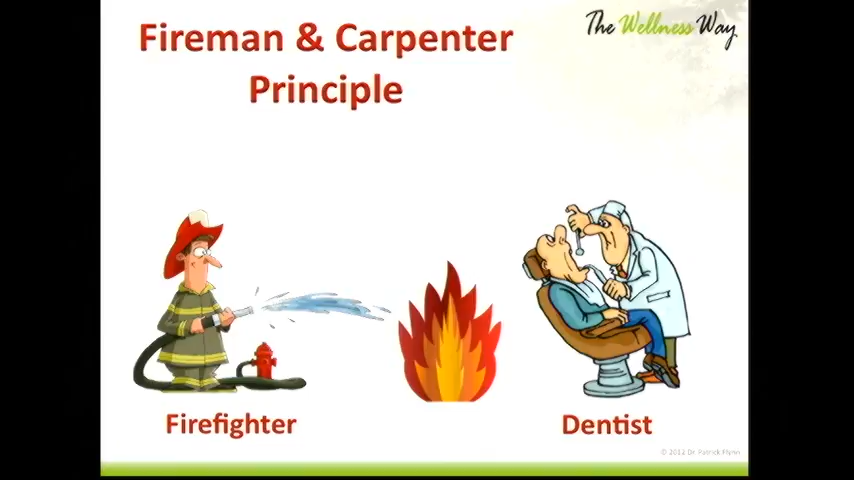 Fireman & Carpenter
Principle
The Wellness Way
Firefighter
Dentist
© 2012 Dr. Patrick Flynn